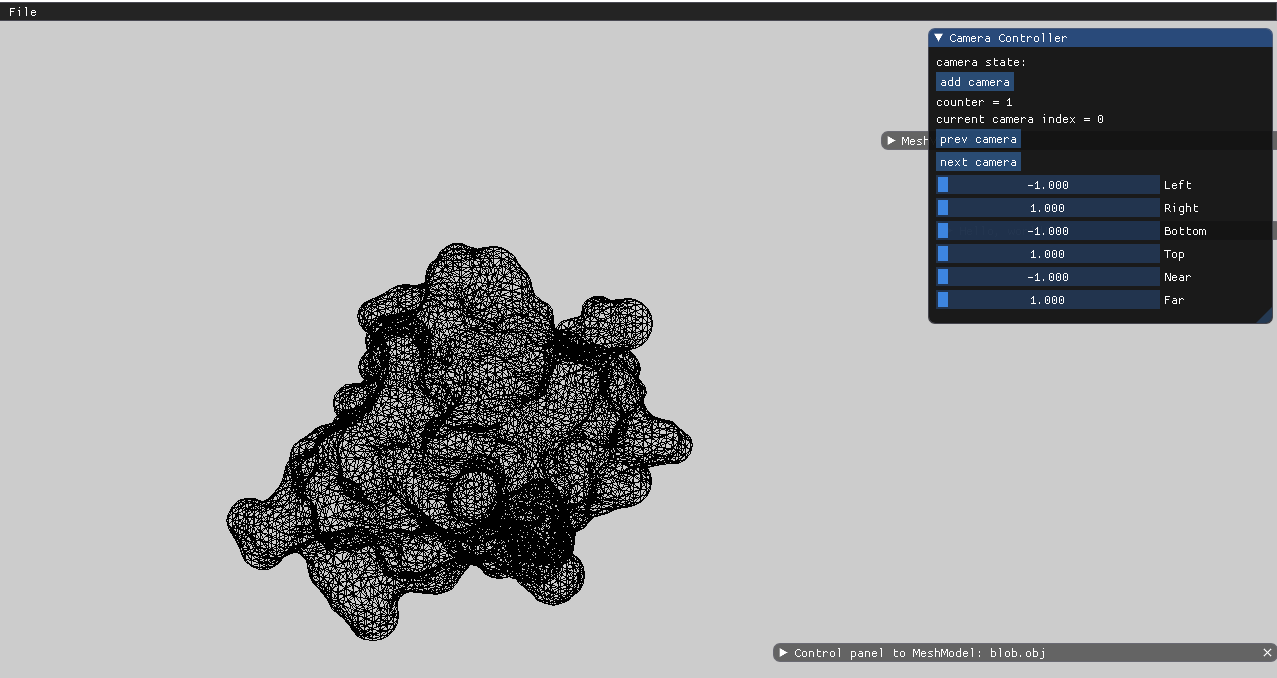 File
Camera Controller
camera state:
add camera
counter = 1
current camera index = 0
Mesh
prev camera
next camera
-1.000 Left
1.000 Right
-1.000 Bottom
1.000 Top
-1.000 Near
1.000 Far
Control panel to MeshModel: blob.obj